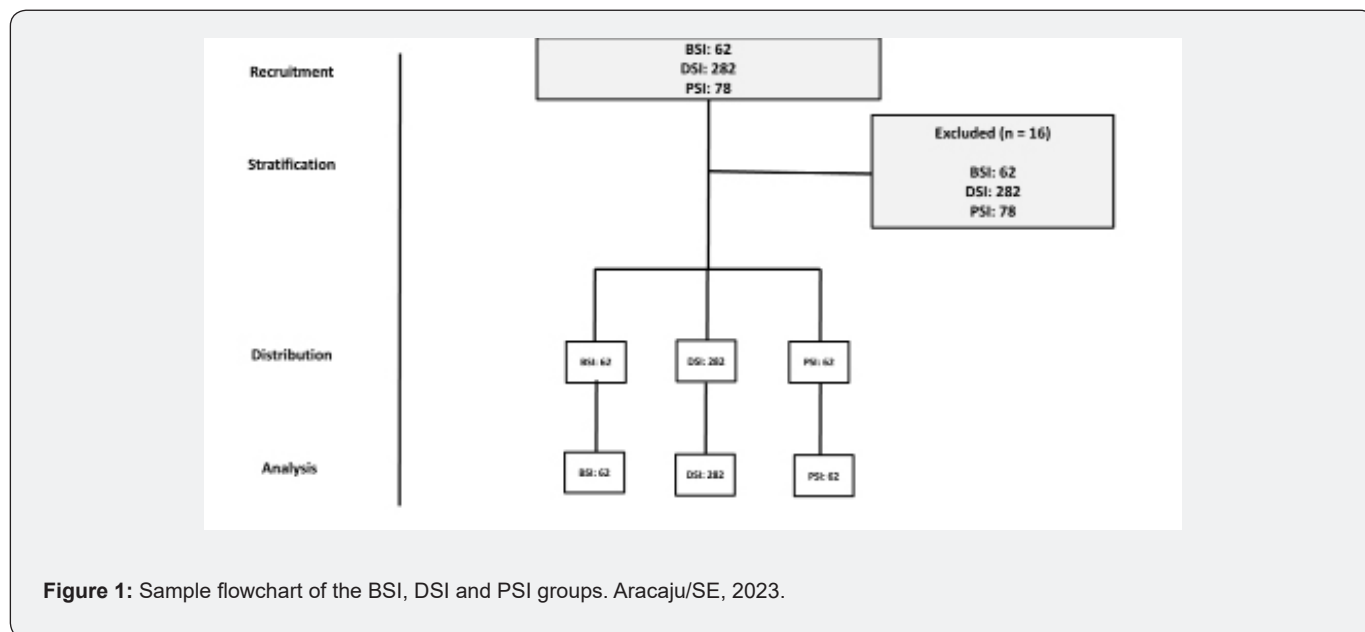 BSI: 62
DSI: 282
PSI: 78
Recruitment
Excluded (n = 16)
BSI: 62
DSI: 282
PSI: 78
Stratification
Distribution
BSI: 62
DSI: 282
PSI: 62
Analysis
BSI: 62
DSI: 282
PSI: 62
Figure 1: Sample flowchart of the BSI, DSI and PSI groups. Aracaju/SE, 2023.